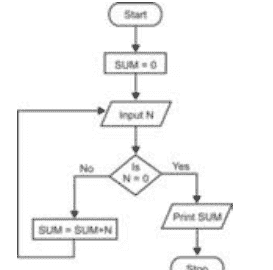 Start
SUM = 0
Input N
Is
N = 0
No
Yes
SUM = SUM+N
Print SUM
Stop